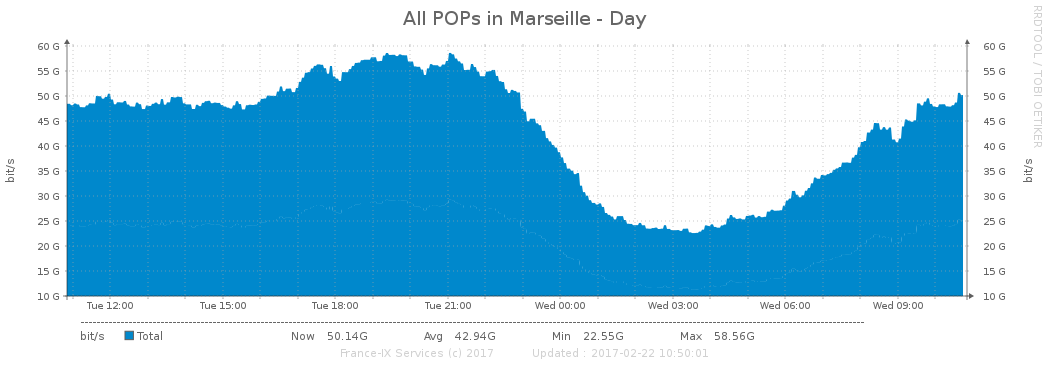 All POPs in Marseille - Day
RRDTOOL / TOBI OETIKER
60 G 60 G
55 G 55 G
50 G 50 G
45 G 45 G
40 G 40 G
35 G 35 G
30 G 30 G
25 G 25 G
20 G 20 G
15 G 15 G
10 G 10 G
bit/s bit/s
Tue 12:00 Tue 15:00 Tue 18:00 Tue 21:00 Wed 00:00 Wed 03:00 Wed 06:00 Wed 09:00
bit/s Total Now 50.14G Avg 42.94G Min 22.55G Max 58.56G
France-IX Services (c) 2017 Updated : 2017-02-22 10:50:01